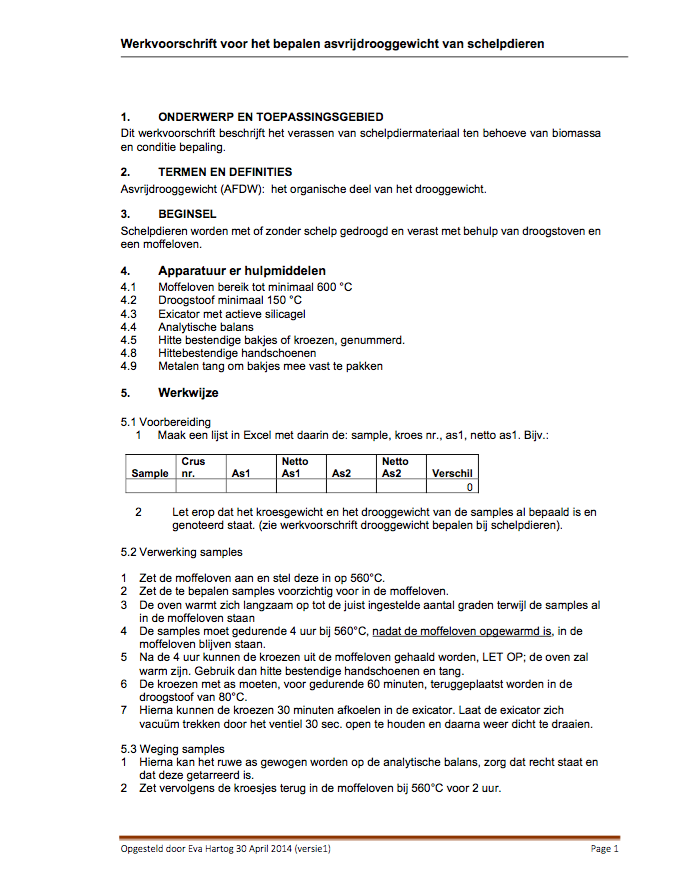 Werkvoorschrift voor het bepalen asvrijdrooggewicht van schelpdieren
1. ONDERWERP EN TOEPASSINGSGEBIED
Dit werkvoorschrift beschrijft het verassen van schelpdiermateriaal ten behoeve van biomassa
en conditie bepaling.
2. TERMEN EN DEFINITIES
Asvrijdrooggewicht (AFDW): het organische deel van het drooggewicht.
3. BEGINSEL
Schelpdieren worden met of zonder schelp gedroogd en verast met behulp van droogstoven en
een moffeloven.
4. Apparatuur er hulpmiddelen
4.1 Moffeloven bereik tot minimaal 600 °C
4.2 Droogstoof minimaal 150 °C
4.3 Exicator met actieve silicagel
4.4 Analytische balans
4.5 Hitte bestendige bakjes of kroezen, genummerd.
4.8 Hittebestendige handschoenen
4.9 Metalen tang om bakjes mee vast te pakken
5. Werkwijze
5.1 Voorbereiding
1 Maak een lijst in Excel met daarin de: sample, kroes nr., as1, netto as1. Bijv.:
Crus Netto Netto
Sample nr. As1 As1 As2 As2 Verschil
0
2 Let erop dat het kroesgewicht en het drooggewicht van de samples al bepaald is en
genoteerd staat. (zie werkvoorschrift drooggewicht bepalen bij schelpdieren).
5.2 Verwerking samples
1 Zet de moffeloven aan en stel deze in op 560°C.
2 Zet de te bepalen samples voorzichtig voor in de moffeloven.
3 De oven warmt zich langzaam op tot de juist ingestelde aantal graden terwijl de samples al
in de moffeloven staan
4 De samples moet gedurende 4 uur bij 560°C, nadat de moffeloven opgewarmd is, in de
moffeloven blijven staan.
5 Na de 4 uur kunnen de kroezen uit de moffeloven gehaald worden, LET OP; de oven zal
warm zijn. Gebruik dan hitte bestendige handschoenen en tang.
6 De kroezen met as moeten, voor gedurende 60 minuten, teruggeplaatst worden in de
droogstoof van 80°C.
7 Hierna kunnen de kroezen 30 minuten afkoelen in de exicator. Laat de exicator zich
vacuüm trekken door het ventiel 30 sec. open te houden en daarna weer dicht te draaien.
5.3 Weging samples
1 Hierna kan het ruwe as gewogen worden op de analytische balans, zorg dat recht staat en
dat deze getarreerd is.
2 Zet vervolgens de kroesjes terug in de moffeloven bij 560°C voor 2 uur.
Opgesteld door Eva Hartog 30 April 2014 (versie1) Page 1